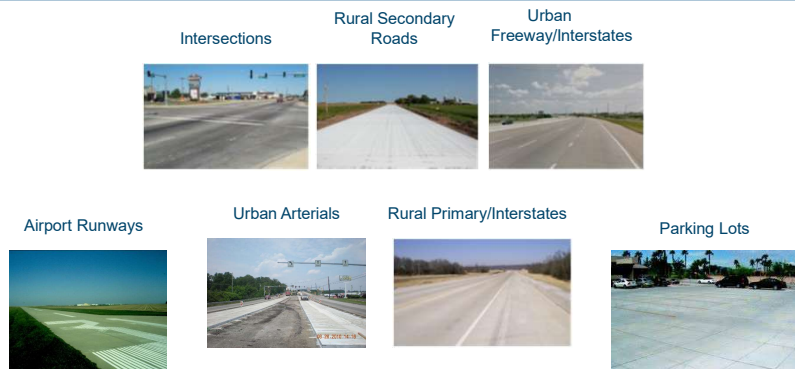 Intersections
Rural Secondary
Roads
Urban
Freeway/Interstates
Airport Runways
Urban Arterials
Rural Primary/Interstates
Parking Lots